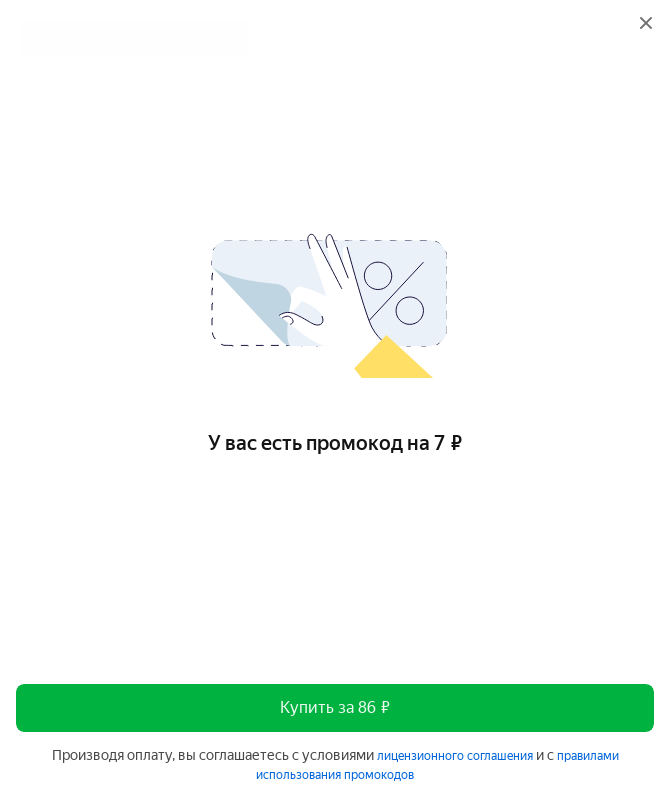 У вас есть промокод на 7 ₽
Купить за 86 ₽
Производя оплату, вы соглашаетесь с условиями лицензионного соглашения и с правилами
использования промокодов